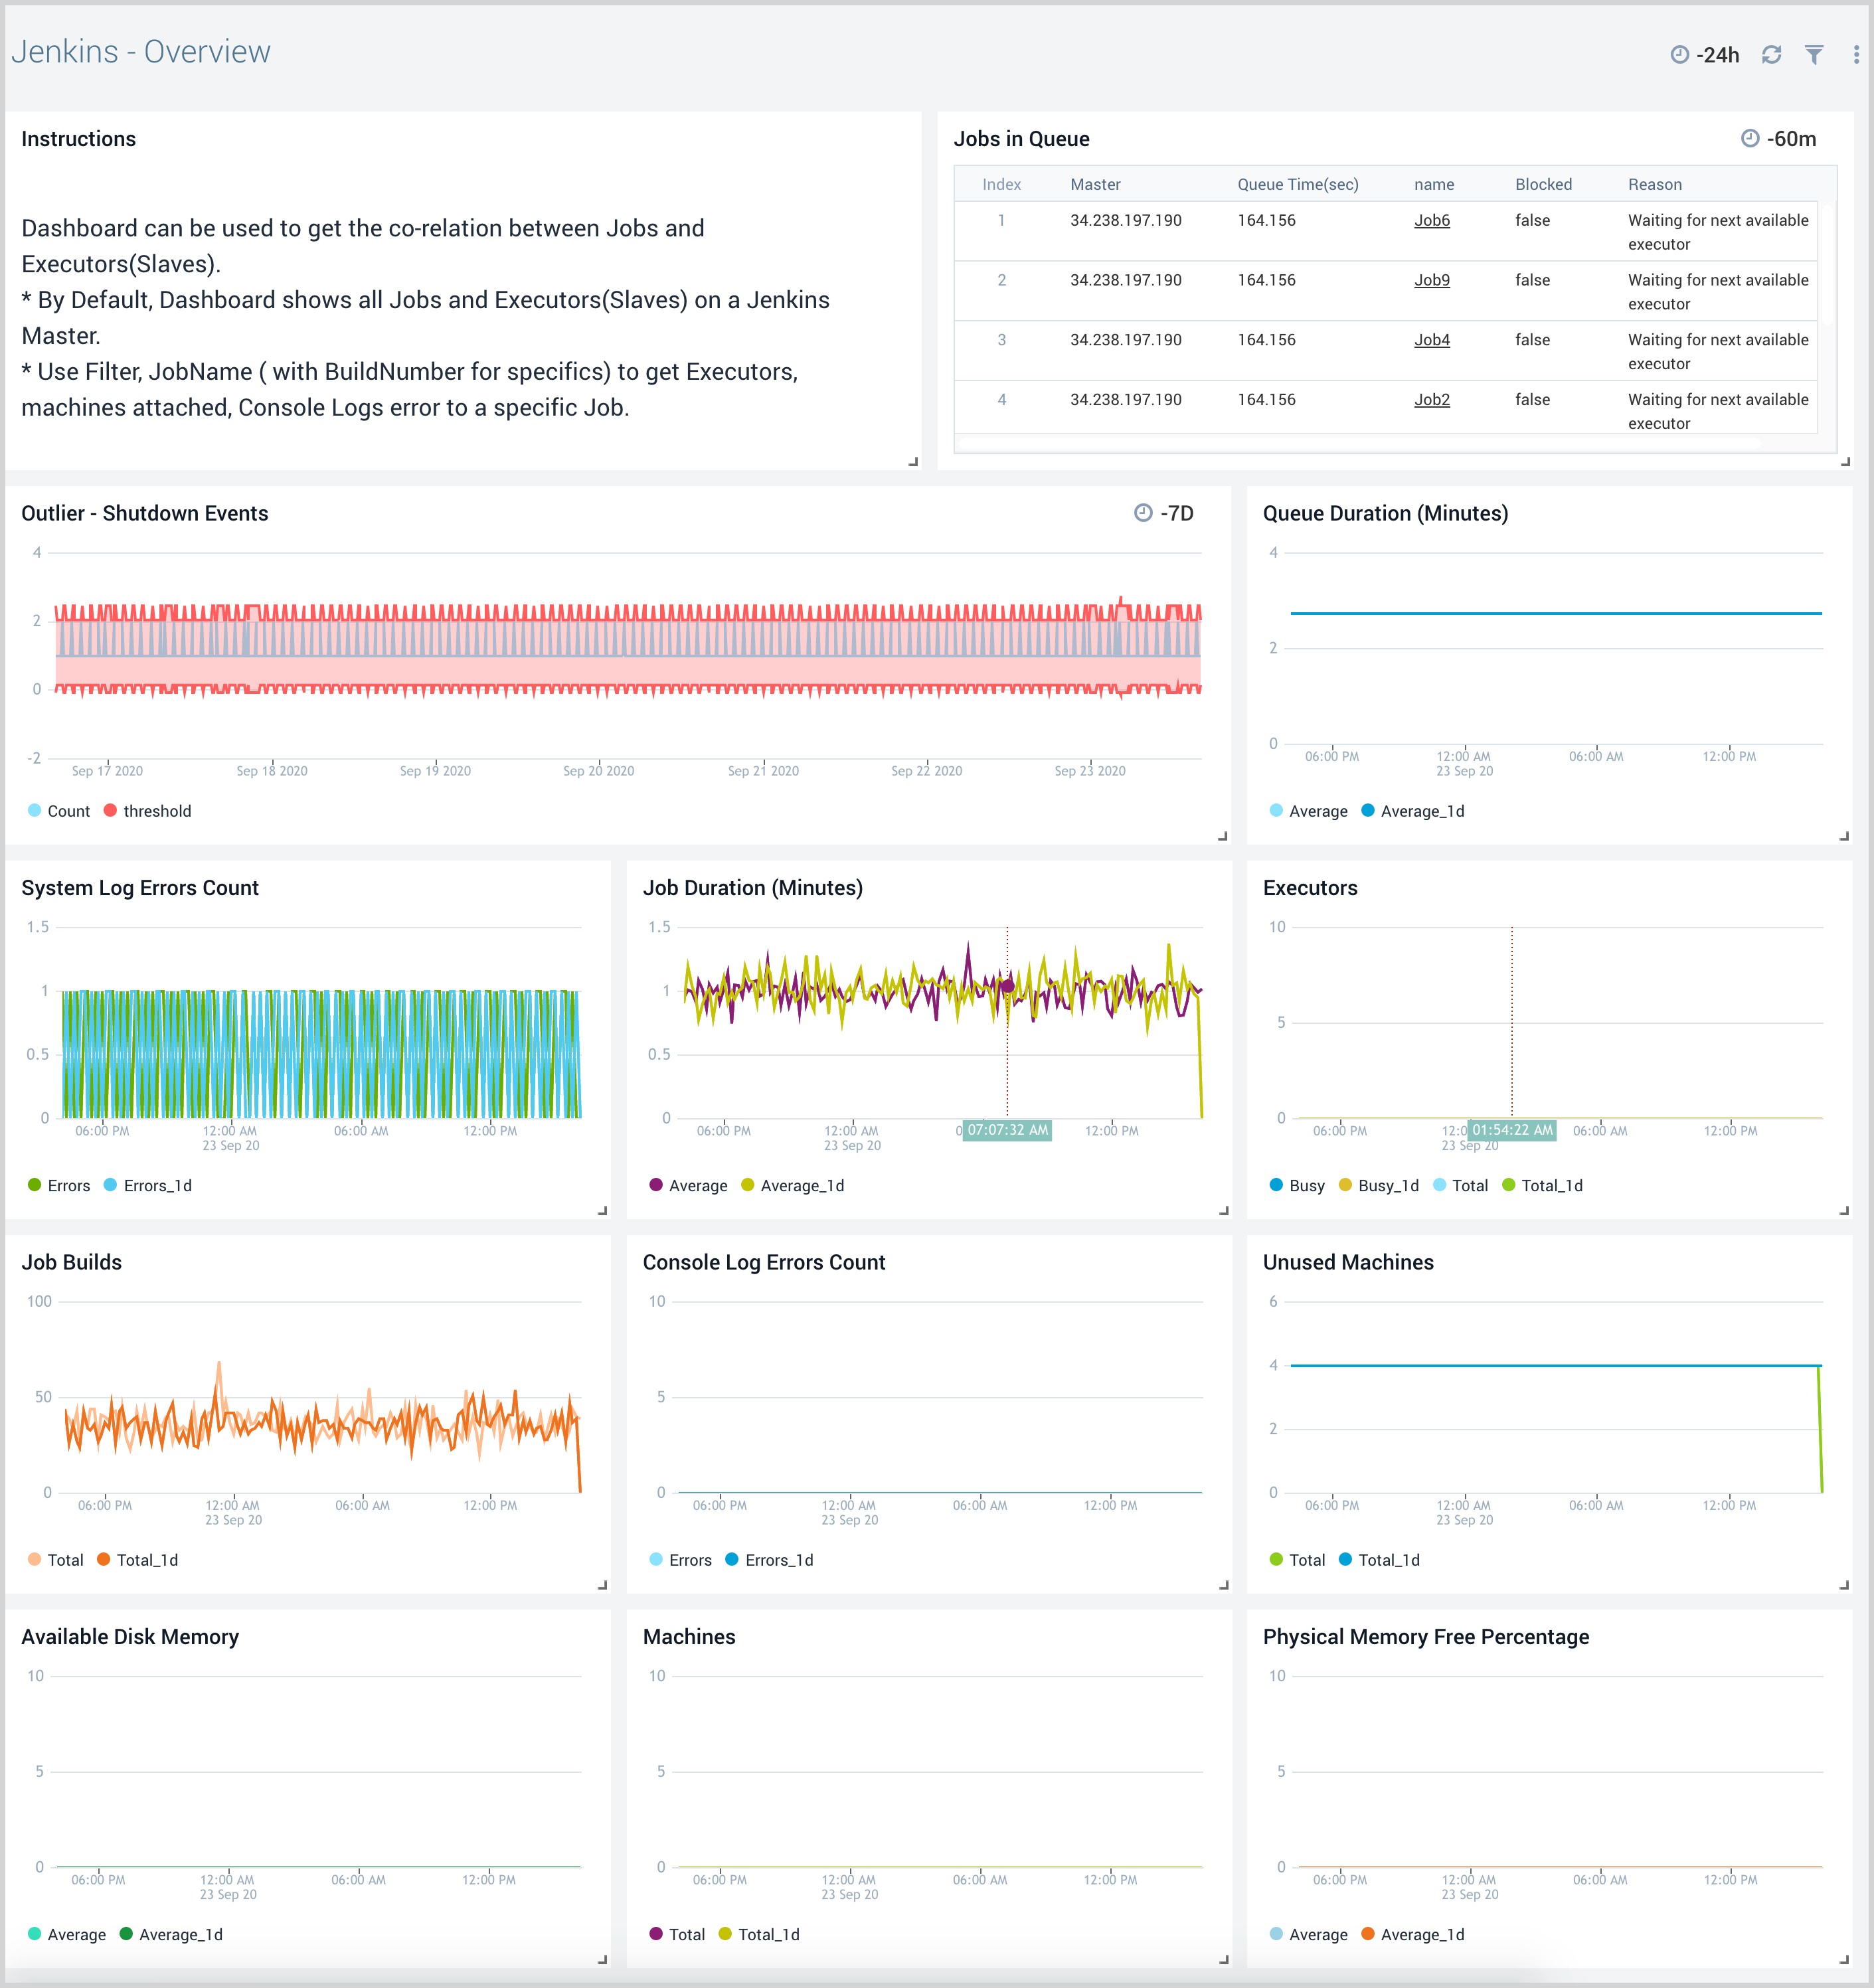 Jenkins - Overview
-24h
Instructions
Dashboard can be used to get the co-relation between Jobs and
Executors(Slaves).
* By Default, Dashboard shows all Jobs and Executors(Slaves) on a Jenkins
Master.
* Use Filter, JobName ( with BuildNumber for specifics) to get Executors,
machines attached, Console Logs error to a specific Job.
Jobs in Queue -60m
Index Master Queue Time(sec) name Blocked Reason
1 34.238.197.190 164.156 Job6 false Waiting for next available
executor
2 34.238.197.190 164.156 Job9 false Waiting for next available
executor
3 34.238.197.190 164.156 Job4 false Waiting for next available
executor
4 34.238.197.190 164.156 Job2 false Waiting for next available
executor
Outlier - Shutdown Events -7D
4
2
0
-2
Sep 17 2020 Sep 18 2020 Sep 19 2020 Sep 20 2020 Sep 21 2020 Sep 22 2020 Sep 23 2020
Count threshold
Queue Duration (Minutes)
4
2
0
06:00 PM 12:00 AM 06:00 AM 12:00 PM
23 Sep 20
Average Average_1d
System Log Errors Count
1.5
1
0.5
0
06:00 PM 12:00 AM 06:00 AM 12:00 PM
23 Sep 20
Errors Errors_1d
Job Duration (Minutes)
1.5
1
0.5
0
06:00 PM 12:00 AM 0 07:07:32 AM 12:00 PM
23 Sep 20
Average Average_1d
Executors
10
5
0
06:00 PM 12:0 01:54:22 AM 06:00 AM 12:00 PM
23 Sep 20
Busy Busy_1d Total Total_1d
Job Builds
100
50
0
06:00 PM 12:00 AM 06:00 AM 12:00 PM
23 Sep 20
Total Total_1d
Console Log Errors Count
10
5
0
06:00 PM 12:00 AM 06:00 AM 12:00 PM
23 Sep 20
Errors Errors_1d
Unused Machines
6
4
2
0
06:00 PM 12:00 AM 06:00 AM 12:00 PM
23 Sep 20
Total Total_1d
Available Disk Memory
10
5
0
06:00 PM 12:00 AM 06:00 AM 12:00 PM
23 Sep 20
Average Average_1d
Machines
10
5
0
06:00 PM 12:00 AM 06:00 AM 12:00 PM
23 Sep 20
Total Total_1d
Physical Memory Free Percentage
10
5
0
06:00 PM 12:00 AM 06:00 AM 12:00 PM
23 Sep 20
Average Average_1d